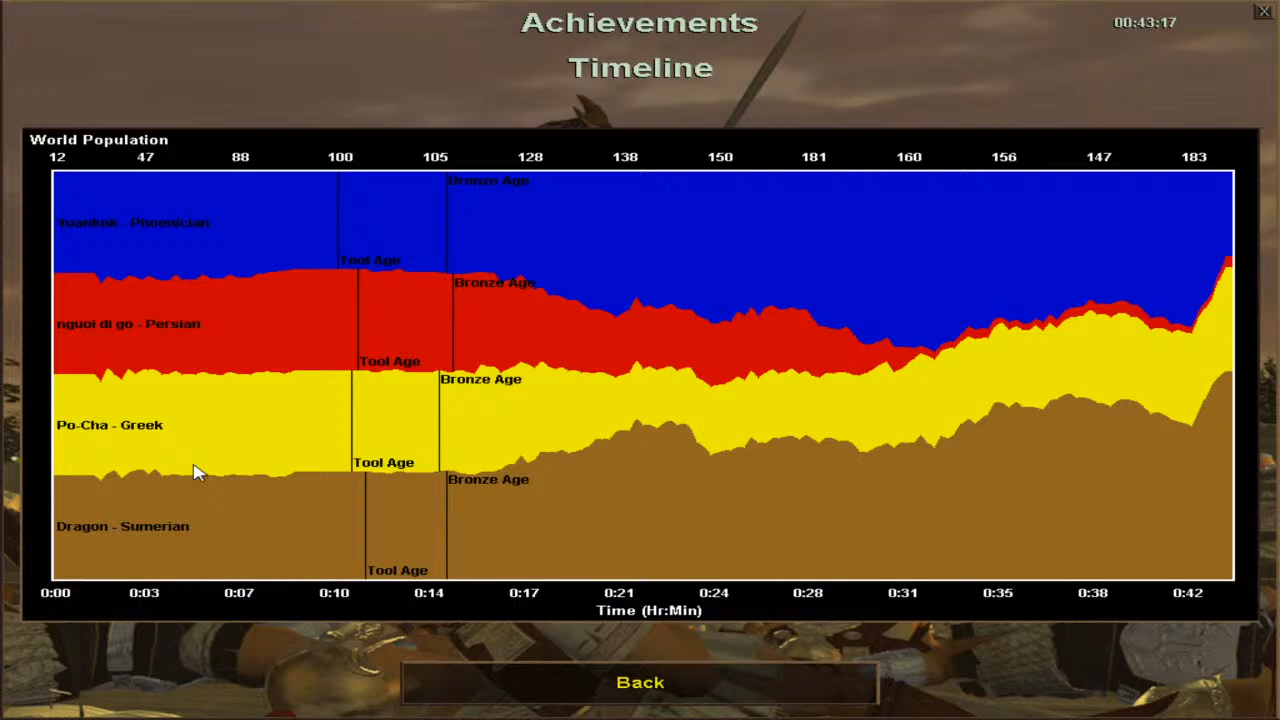 Achievements
00:43:17
Timeline
World Population
12 47 88 100 105 128 138 150 181 160 156 147 183
Bronze Age
- Phoenician
Tool Age
Bronze Age
nguoi di go - Persian
Tool Age
Bronze Age
Po-Cha - Greek
Tool Age
Bronze Age
Dragon - Sumerian
Tool Age
0:00 0:03 0:07 0:10 0:14 0:17 0:21 0:24 0:28 0:31 0:35 0:38 0:42
Time (Hr:Min)
Back